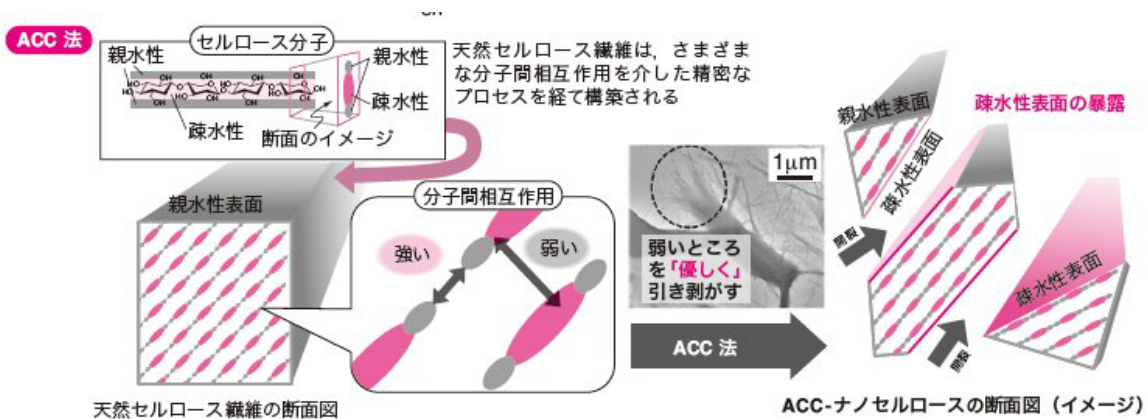 ACC 法
セルロース分子
親水性
親水性
疎水性
疎水性
断面のイメージ
天然セルロース繊維は,さまざま
な分子間相互作用を介した精密な
プロセスを経て構築される
親水性表面
分子間相互作用
強い
弱い
天然セルロース繊維の断面図
1μm
弱いところ
を「優しく」
引き剥がす
ACC 法
疎水性表面の暴露
親水性表面
疎水性表面
疎水性表面
開裂
開裂
ACC-ナノセルロースの断面図(イメージ)